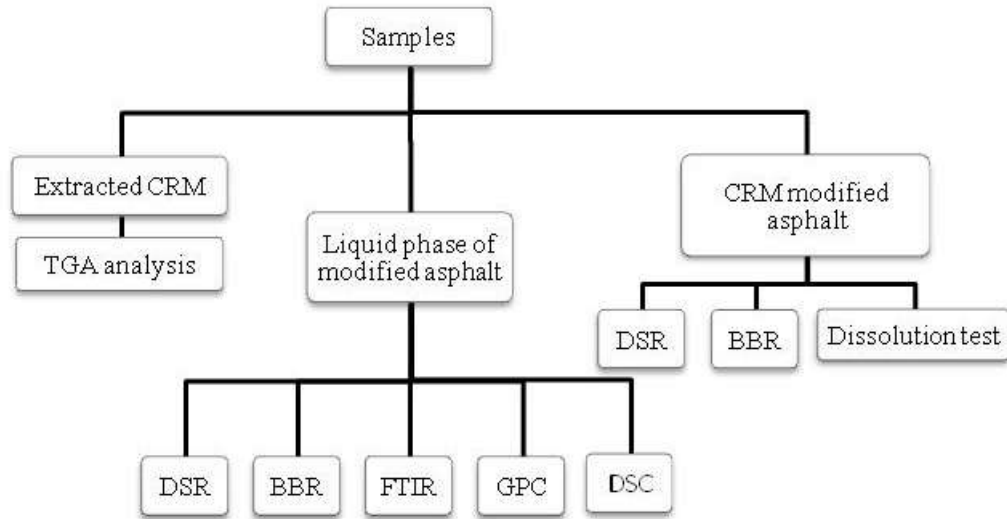 Samples
Extracted CRM
TGA analysis
Liquid phase of
modified asphalt
CRM modified
asphalt
DSR
BBR
Dissolution test
DSR
BBR
FTIR
GPC
DSC